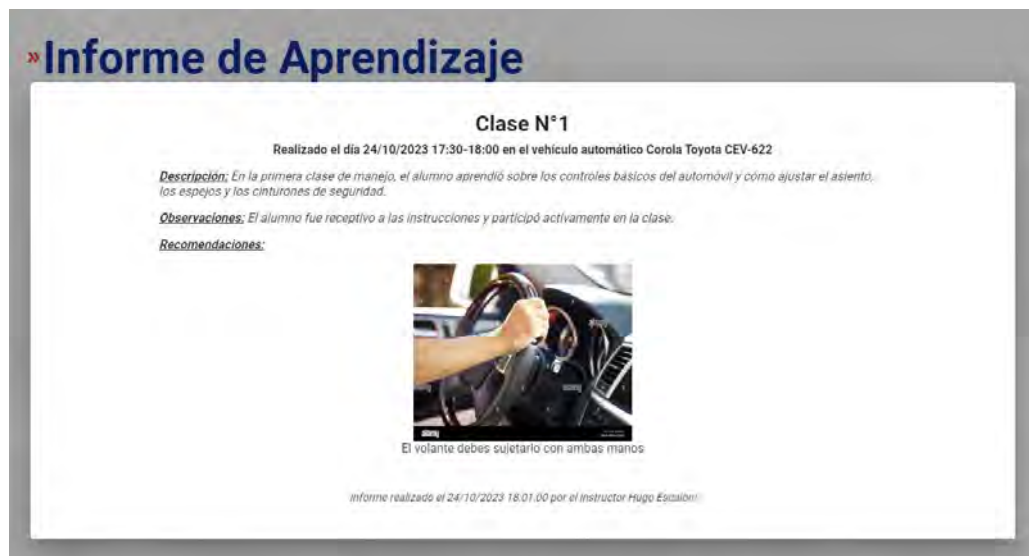 »Informe de Aprendizaje
Clase N°1
Realizado el día 24/10/2023 17:30-18:00 en el vehículo automático Corola Toyota CEV-622
Descripción: En la primera clase de manejo, el alumno aprendió sobre los controles básicos del automóvil y cómo ajustar el asiento,
los espejos y los cinturones de seguridad.
Observaciones: El alumno fue receptivo a las instrucciones y participó activamente en la clase.
Recomendaciones:
alamy
alamy
El volante debes sujetarlo con ambas manos
Informe realizado el 24/10/2023 18:01:00 por el instructor Hugo